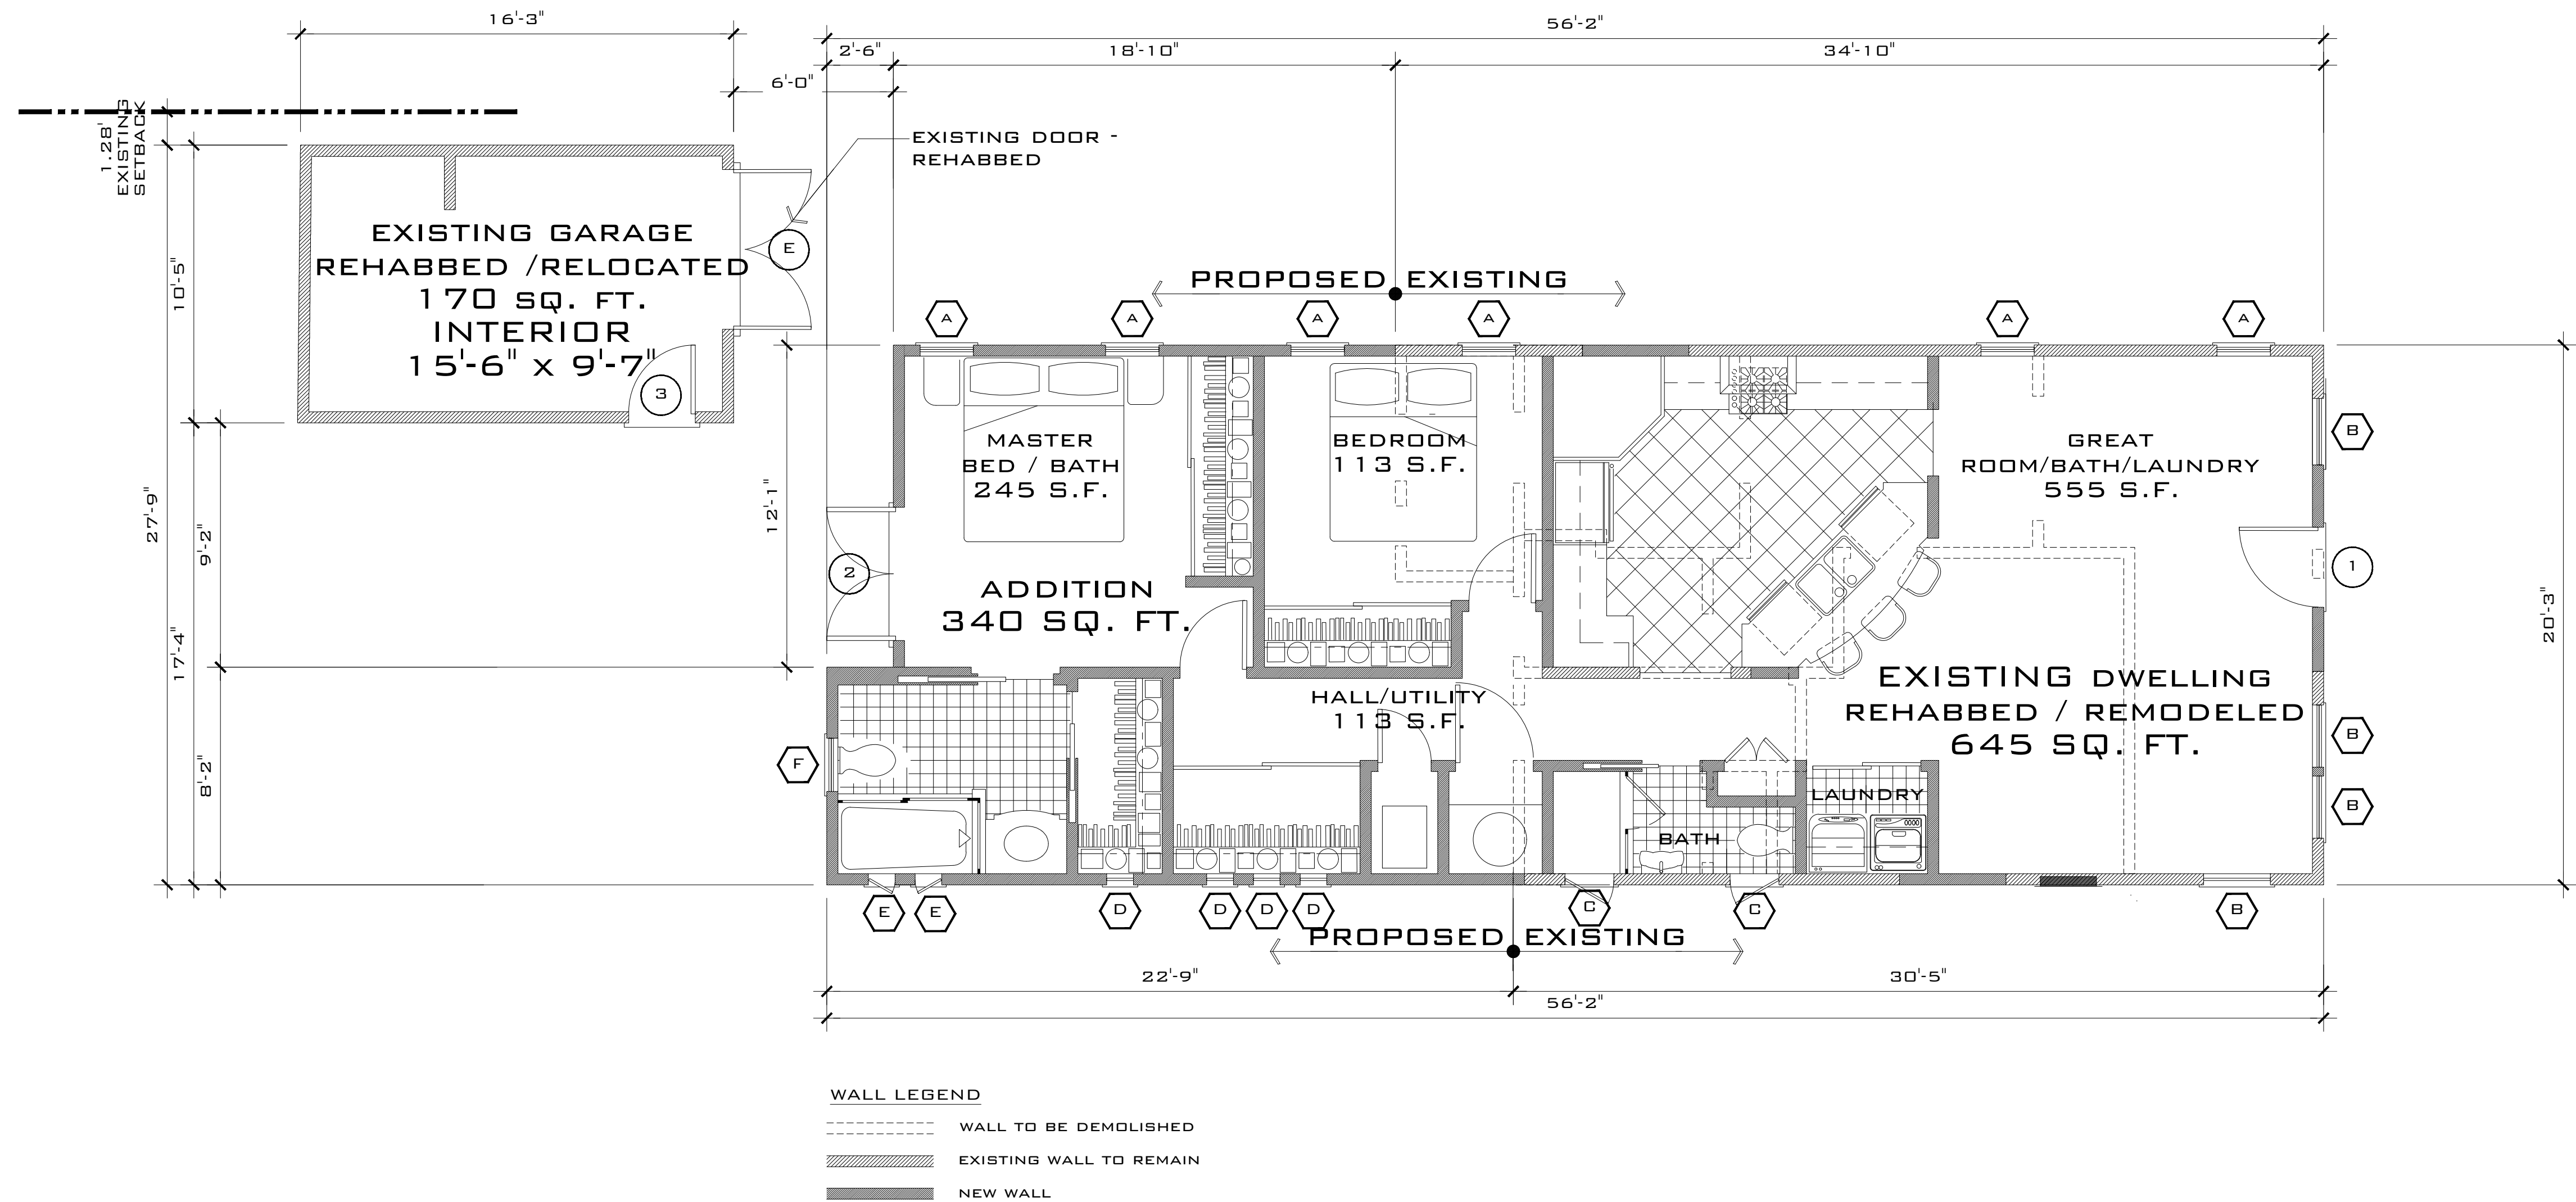 16'-3"
56'-2"
2'-6"
18'-10"
34'-10"
6'-0"
1.28'
EXISTING
SETBACK
EXISTING DOOR -
REHABBED
EXISTING GARAGE
REHABBED /RELOCATED
170 SQ. FT.
INTERIOR
15'-6" x 9'-7"
E
3
10'-5"
27'-9"
9'-2"
17'-4"
8'-2"
12'-1"
20'-3"
PROPOSED EXISTING
A
A
A
A
A
A
MASTER
BED / BATH
245 S.F.
BEDROOM
113 S.F.
GREAT
ROOM/BATH/LAUNDRY
555 S.F.
B
2
1
ADDITION
340 SQ. FT.
HALL/UTILITY
113 S.F.
EXISTING DWELLING
REHABBED / REMODELED
645 SQ. FT.
F
B
B
LAUNDRY
BATH
E
E
D
D
D
D
C
C
B
PROPOSED EXISTING
22'-9"
30'-5"
56'-2"
WALL LEGEND
WALL TO BE DEMOLISHED
EXISTING WALL TO REMAIN
NEW WALL